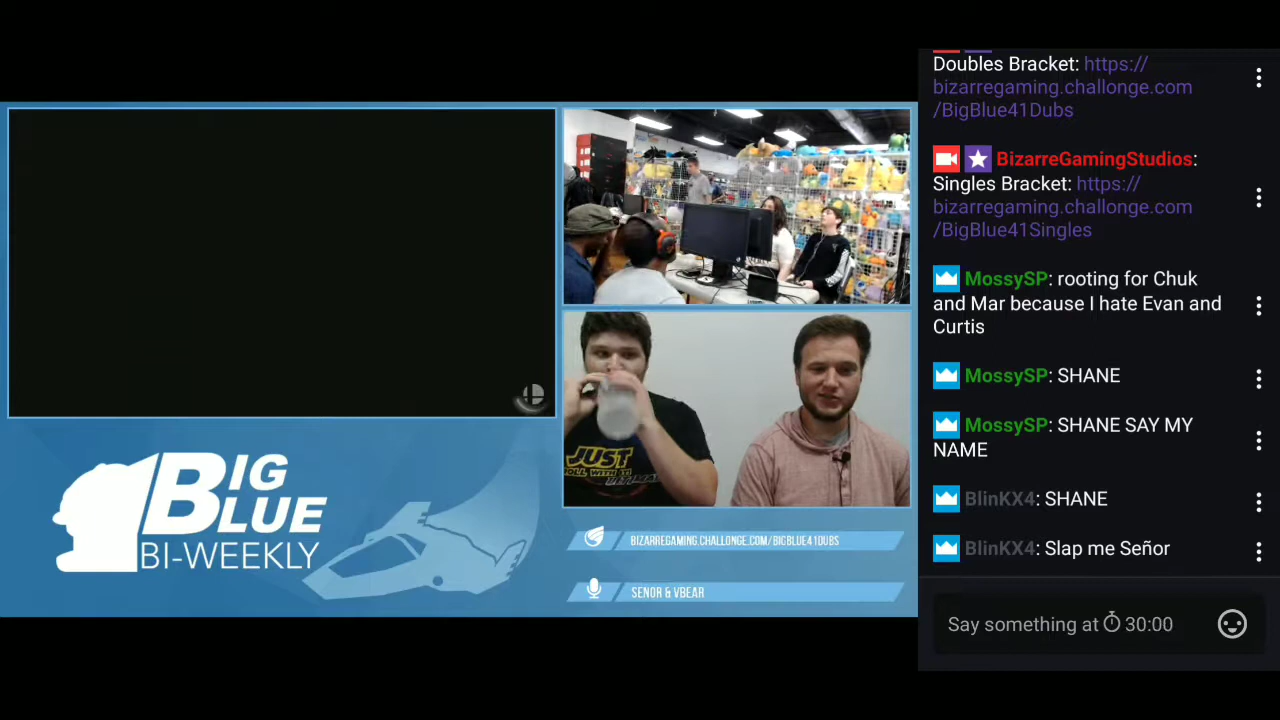 BIG
BLUE
BI-WEEKLY
JUST
BIZARREGAMING.CHALLONGE.COM/BIGBLUE41DUBS
SENOR & VBEAR
Doubles Bracket: https://
bizarregaming.challonge.com
/BigBlue41Dubs
BizarreGamingStudios:
Singles Bracket: https://
bizarregaming.challonge.com
/BigBlue41Singles
MossySP: rooting for Chuk
and Mar because I hate Evan and
Curtis
MossySP: SHANE
MossySP: SHANE SAY MY
NAME
BlinKX4: SHANE
BlinKX4: Slap me Señor
Say something at 30:00